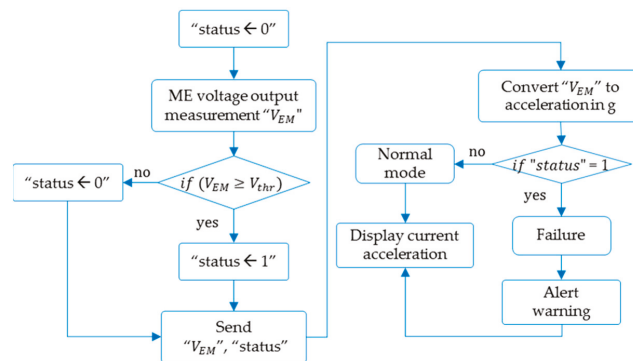 “status ← 0”
ME voltage output
measurement “V_EM"
no
if (V_EM ≥ V_thr)
“status ← 0”
yes
“status ← 1”
Send
“V_EM”, “status”
Convert “V_EM” to
acceleration in g
Normal
mode
no
if "status" = 1
yes
Display current
acceleration
Failure
Alert
warning